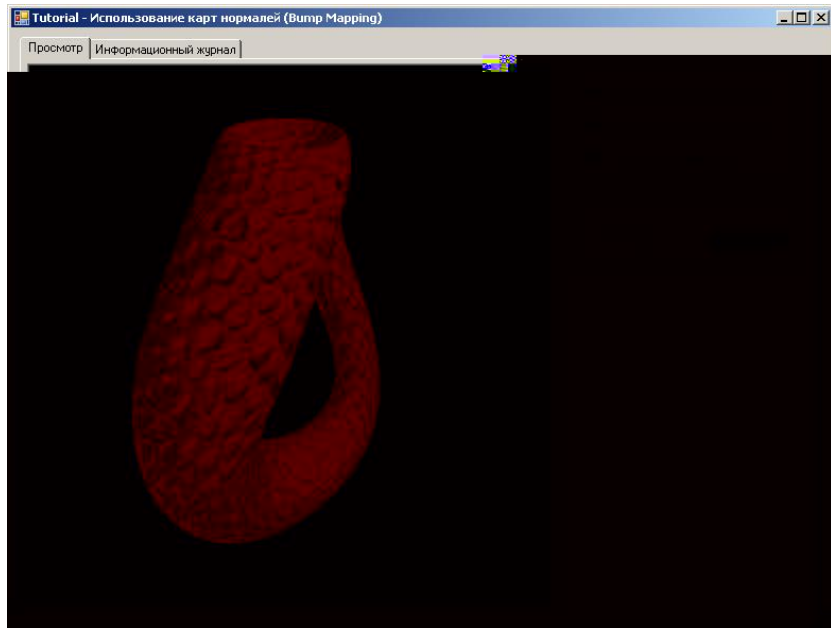 Tutorial - Использование карт нормалей (Bump Mapping)
Просмотр Информационный журнал